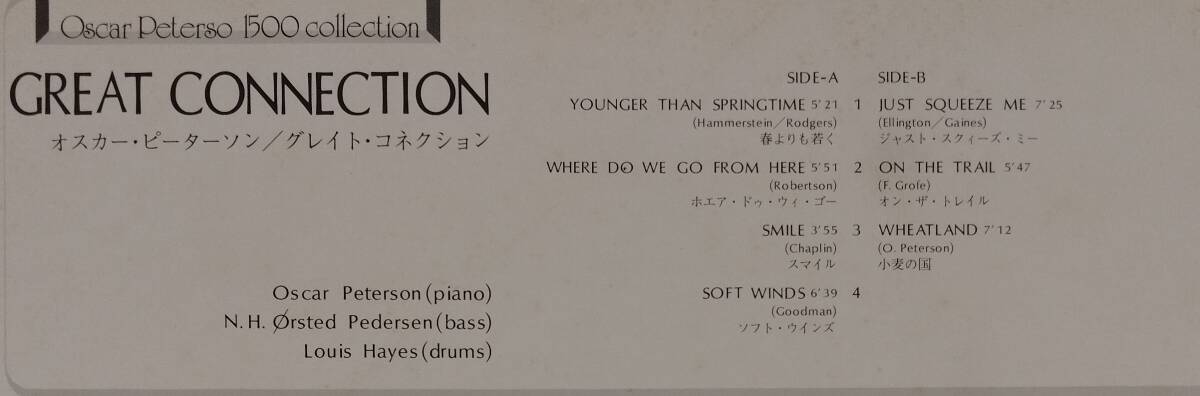 Oscar Peterso 1500 collection
GREAT CONNECTION
オスカー・ピーターソン/グレイト・コネクション
Oscar Peterson(piano)
N.H. Ørsted Pedersen(bass)
Louis Hayes(drums)
SIDE-A
YOUNGER THAN SPRINGTIME 5'21 1
(Hammerstein/Rodgers)
春よりも若く
WHERE DO WE GO FROM HERE 5'51 2
(Robertson)
ホエア・ドゥ・ウィ・ゴー
SMILE 3'55 3
(Chaplin)
スマイル
SOFT WINDS 6'39 4
(Goodman)
ソフト・ウインズ
SIDE-B
JUST SQUEEZE ME 7'25
(Ellington/Gaines)
ジャスト・スクィーズ・ミー
ON THE TRAIL 5'47
(F. Grofe)
オン・ザ・トレイル
WHEATLAND 7'12
(O. Peterson)
小麦の国